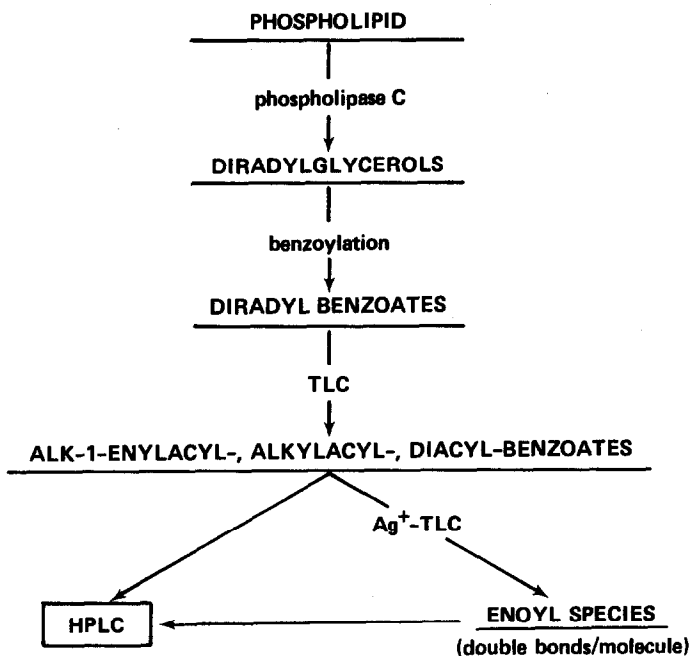 PHOSPHOLIPID
phospholipase C
DIRADYLGLYCEROLS
benzoylation
DIRADYL BENZOATES
TLC
ALK-1-ENYLACYL-, ALKYLACYL-, DIACYL-BENZOATES
Ag+-TLC
HPLC
ENOYL SPECIES
(double bonds/molecule)